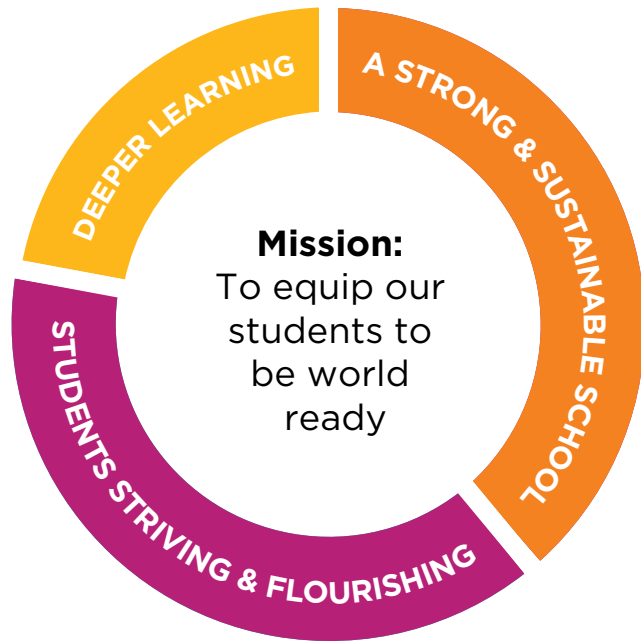 DEEPER LEARNING
A STRONG & SUSTAINABLE SCHOOL
Mission:
To equip our
students to
be world
ready
STUDENTS STRIVING & FLOURISHING